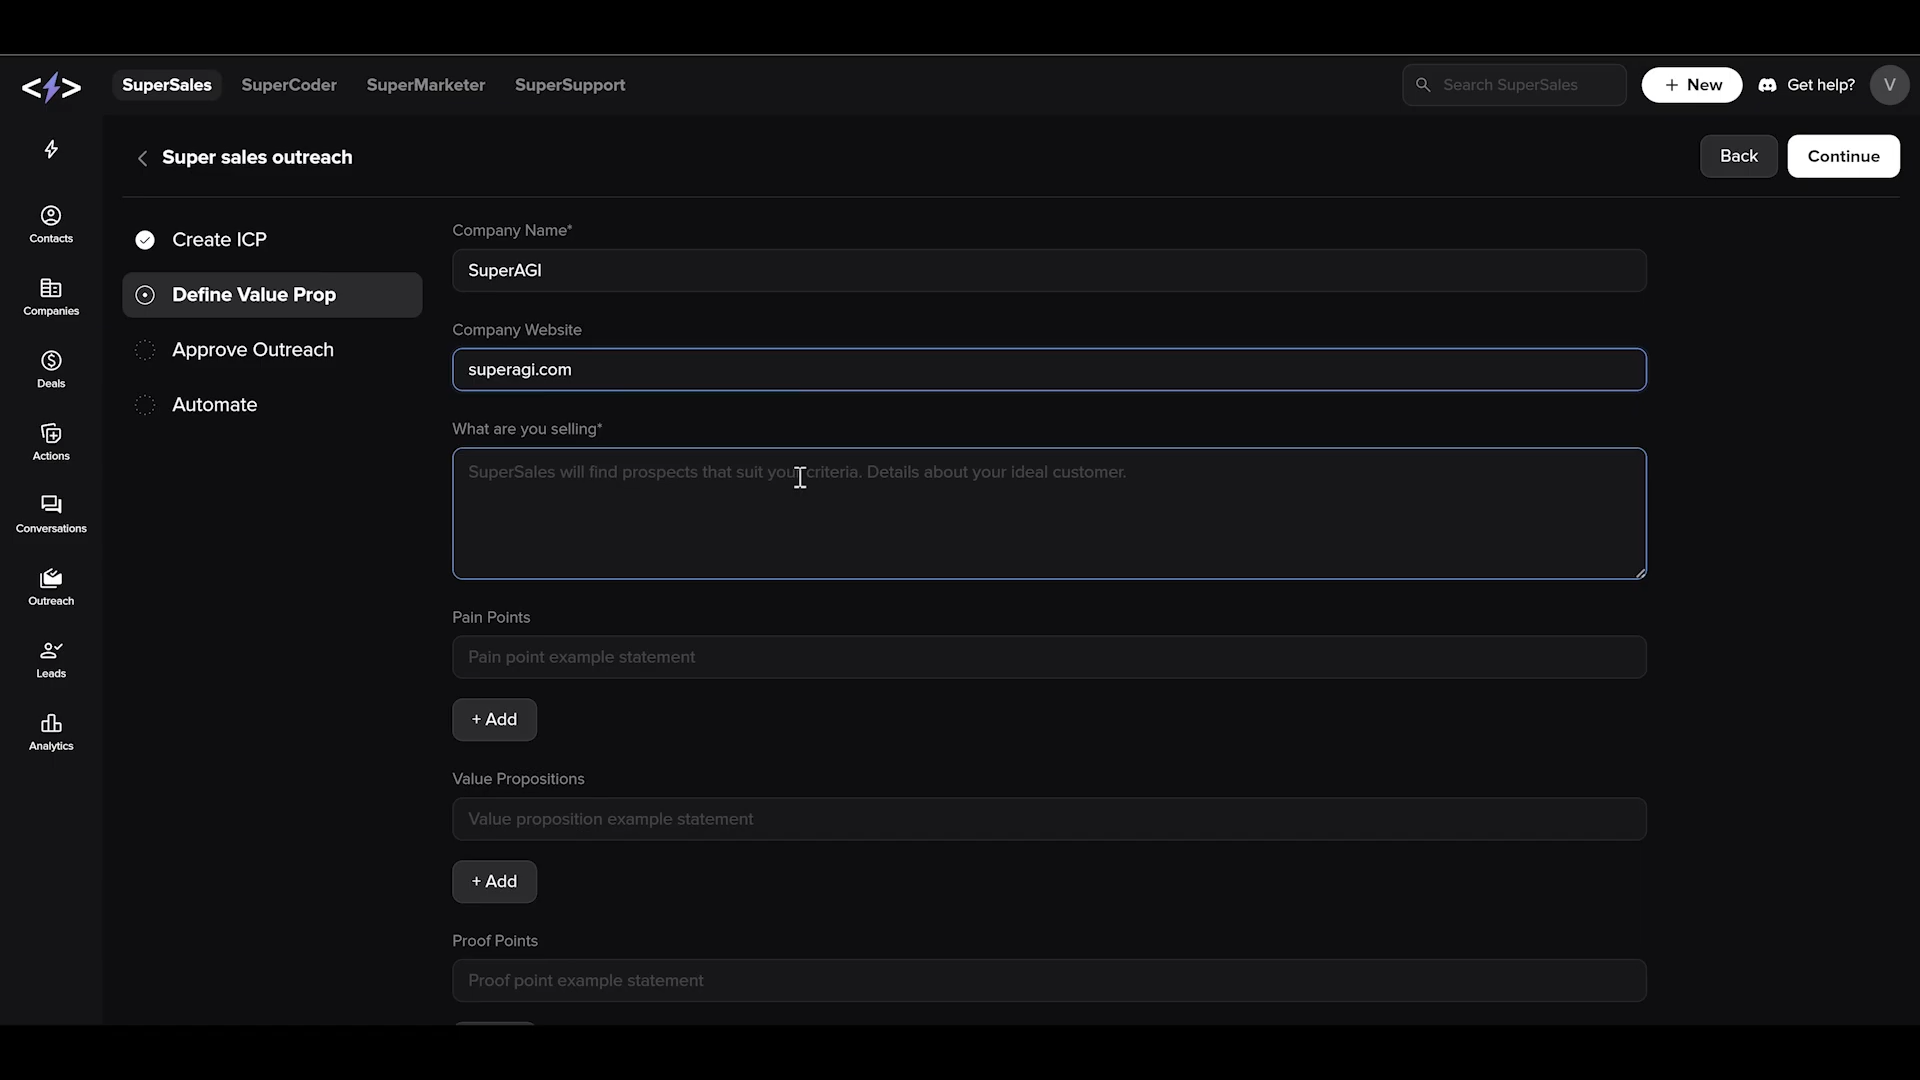 SuperSales SuperCoder SuperMarketer SuperSupport Search SuperSales + New Get help? V
Super sales outreach Back Continue
Contacts
Companies
Deals
Actions
Conversations
Outreach
Leads
Analytics
Create ICP
Define Value Prop
Approve Outreach
Automate
Company Name*
SuperAGI
Company Website
superagi.com
What are you selling*
SuperSales will find prospects that suit your criteria. Details about your ideal customer.
Pain Points
Pain point example statement
+ Add
Value Propositions
Value proposition example statement
+ Add
Proof Points
Proof point example statement